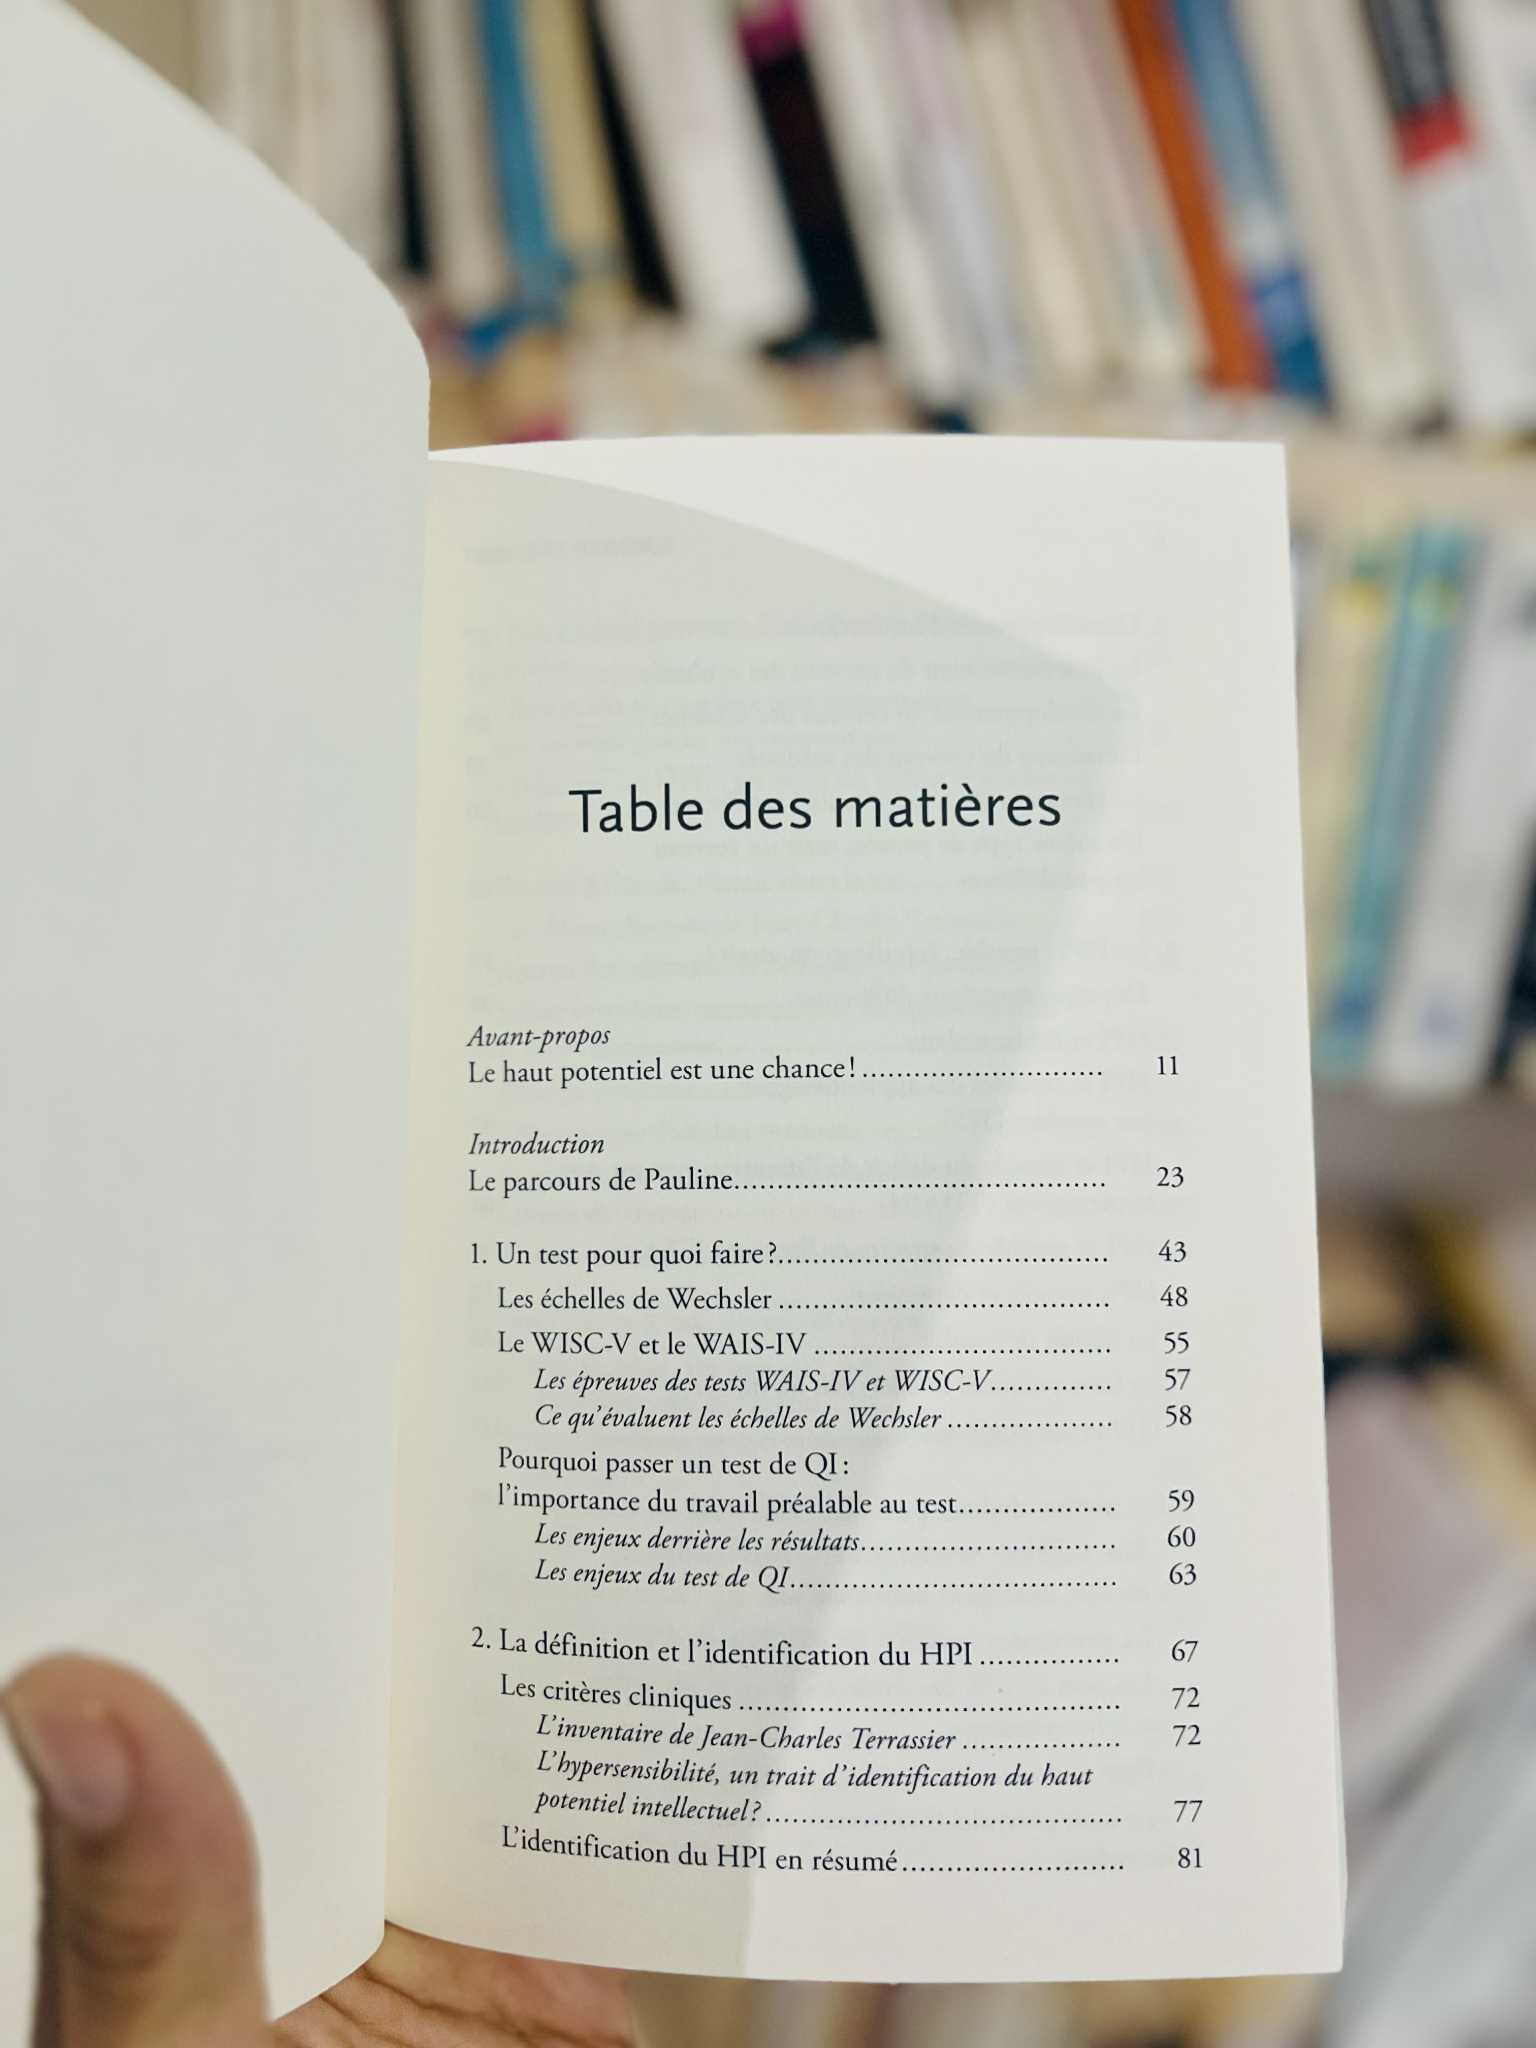 Table des matières
Avant-propos
Le haut potentiel est une chance!........................... 11
Introduction
Le parcours de Pauline.......................................... 23
1. Un test pour quoi faire?..................................... 43
Les échelles de Wechsler ..................................... 48
Le WISC-V et le WAIS-IV ................................. 55
Les épreuves des tests WAIS-IV et WISC-V.............. 57
Ce qu'évaluent les échelles de Wechsler ................... 58
Pourquoi passer un test de QI:
l'importance du travail préalable au test.................. 59
Les enjeux derrière les résultats............................. 60
Les enjeux du test de QI..................................... 63
2. La définition et l'identification du HPI ................ 67
Les critères cliniques ........................................... 72
L'inventaire de Jean-Charles Terrassier .................. 72
L'hypersensibilité, un trait d'identification du haut
potentiel intellectuel?........................................ 77
L'identification du HPI en résumé......................... 81